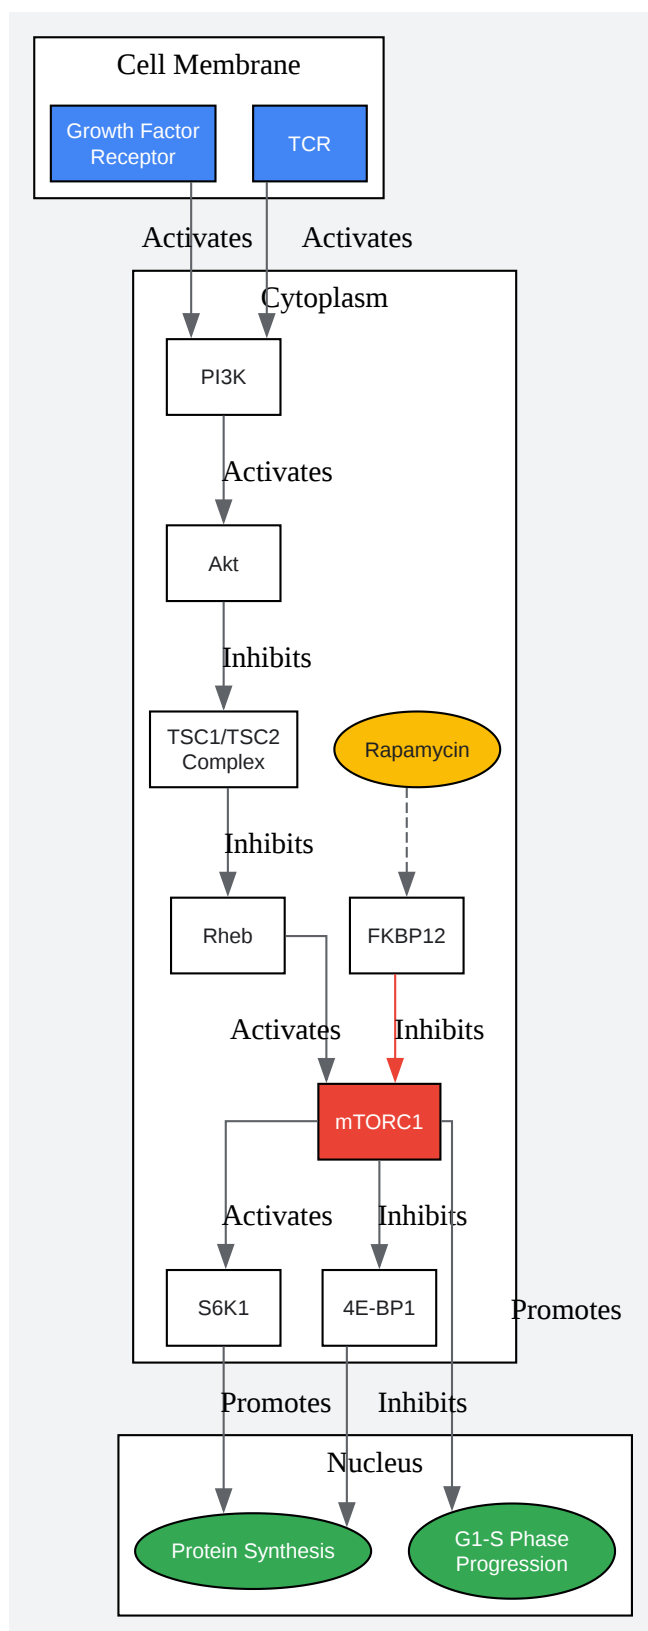 Cell Membrane
Growth Factor
Receptor
TCR
Activates
Activates
Cytoplasm
PI3K
Activates
Akt
Inhibits
TSC1/TSC2
Complex
Rapamycin
Inhibits
Rheb
FKBP12
Activates
Inhibits
mTORC1
Activates
Inhibits
S6K1
4E-BP1
Promotes
Promotes
Inhibits
Nucleus
Protein Synthesis
G1-S Phase
Progression